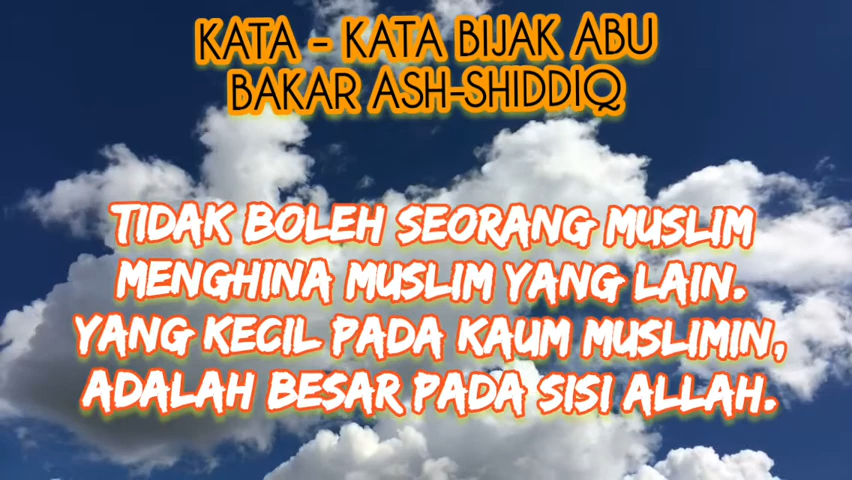 KATA - KATA BIJAK ABU
BAKAR ASH-SHIDDIQ
TIDAK BOLEH SEORANG MUSLIM
MENGHINA MUSLIM YANG LAIN.
YANG KECIL PADA KAUM MUSLIMIN,
ADALAH BESAR PADA SISI ALLAH.